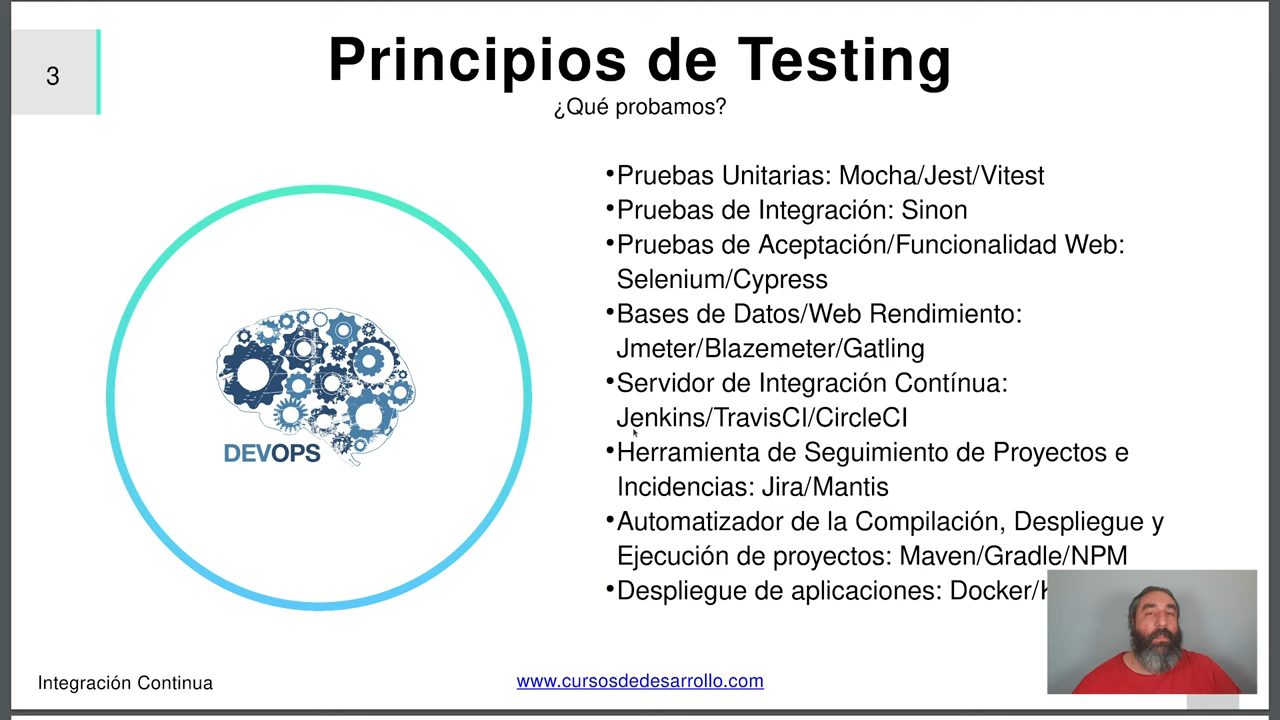 3
Principios de Testing
¿Qué probamos?
•Pruebas Unitarias: Mocha/Jest/Vitest
•Pruebas de Integración: Sinon
•Pruebas de Aceptación/Funcionalidad Web:
Selenium/Cypress
•Bases de Datos/Web Rendimiento:
Jmeter/Blazemeter/Gatling
•Servidor de Integración Contínua:
Jenkins/TravisCI/CircleCI
•Herramienta de Seguimiento de Proyectos e
Incidencias: Jira/Mantis
•Automatizador de la Compilación, Despliegue y
Ejecución de proyectos: Maven/Gradle/NPM
•Despliegue de aplicaciones: Docker/
DEVOPS
Integración Continua
www.cursosdedesarrollo.com